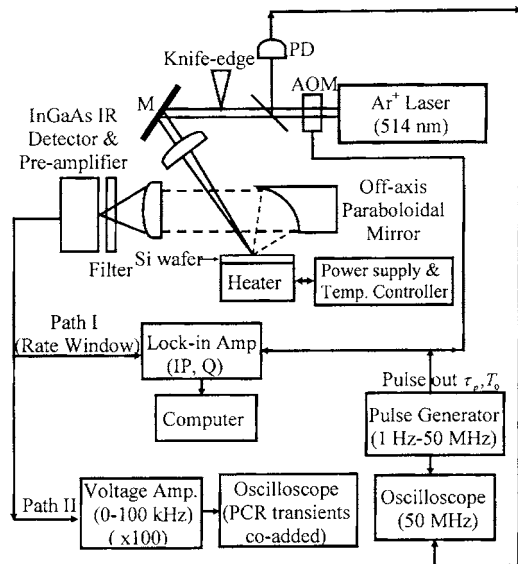 PD
Knife-edge
AOM
M
Ar+ Laser
(514 nm)
InGaAs IR
Detector &
Pre-amplifier
Off-axis
Paraboloidal
Mirror
Filter
Si wafer
Heater
Power supply &
Temp. Controller
Path I
(Rate Window)
Lock-in Amp
(IP, Q)
Computer
Pulse out τp,T0
Pulse Generator
(1 Hz-50 MHz)
Path II
Voltage Amp.
(0-100 kHz)
( x100)
Oscilloscope
(PCR transients
co-added)
Oscilloscope
(50 MHz)